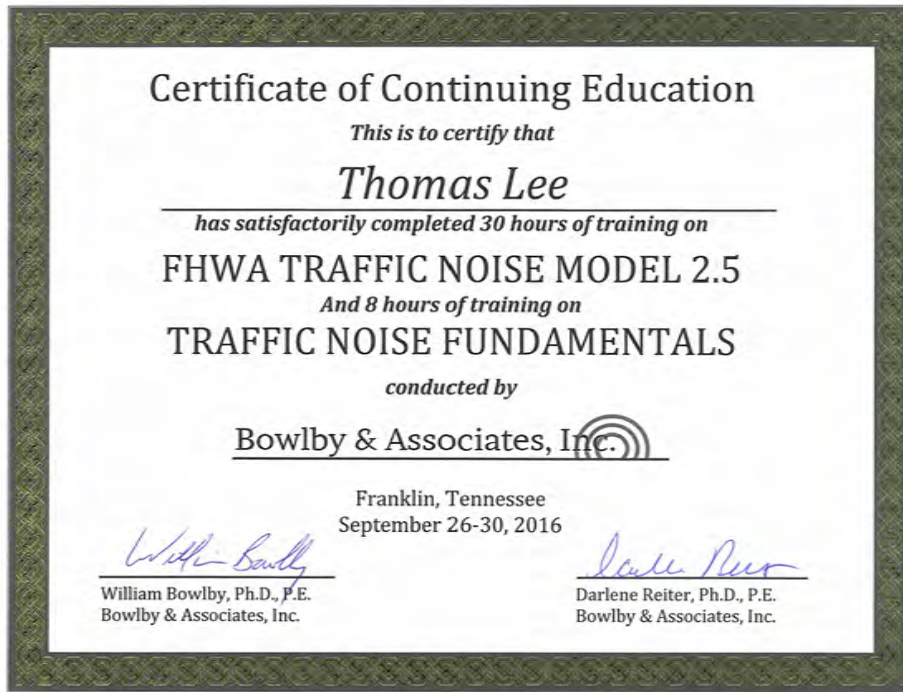 Certificate of Continuing Education
This is to certify that
Thomas Lee
has satisfactorily completed 30 hours of training on
FHWA TRAFFIC NOISE MODEL 2.5
And 8 hours of training on
TRAFFIC NOISE FUNDAMENTALS
conducted by
Bowlby & Associates, Inc.
Franklin, Tennessee
September 26-30, 2016
William Bowlby, Ph.D., P.E.
Bowlby & Associates, Inc.
Darlene Reiter, Ph.D., P.E.
Bowlby & Associates, Inc.